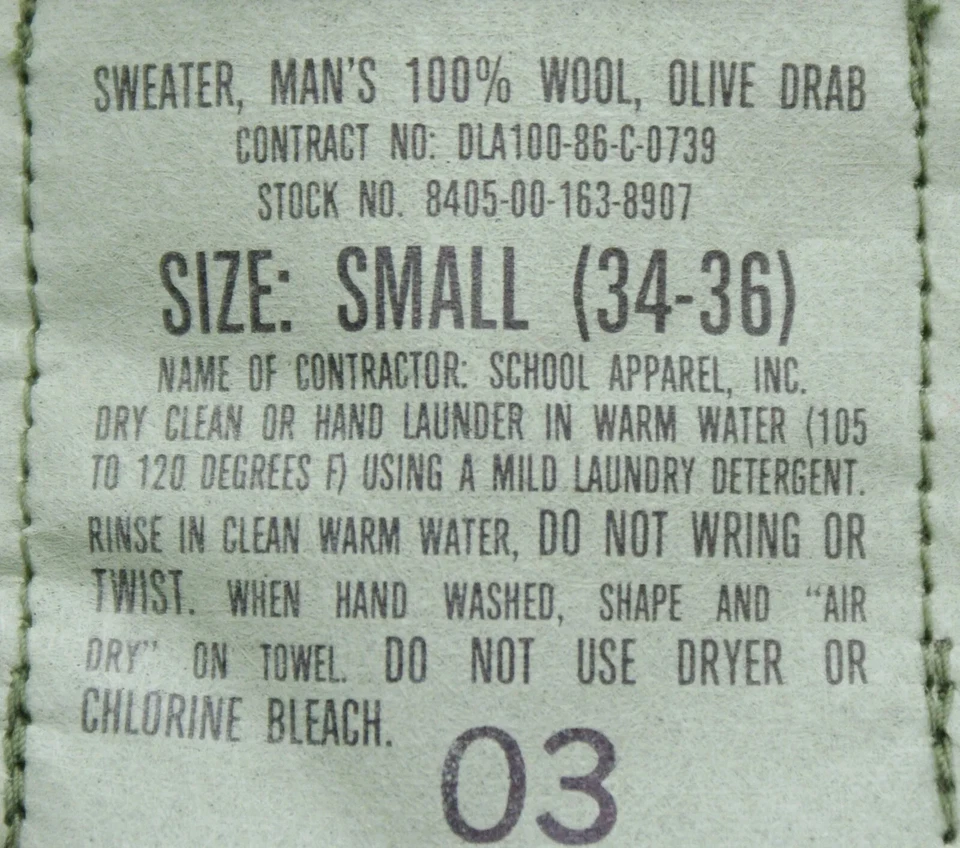 SWEATER, MAN'S 100% WOOL, OLIVE DRAB
CONTRACT NO: DLA100-86-C-0739
STOCK NO. 8405-00-163-8907
SIZE: SMALL (34-36)
NAME OF CONTRACTOR: SCHOOL APPAREL, INC.
DRY CLEAN OR HAND LAUNDER IN WARM WATER (105
TO 120 DEGREES F) USING A MILD LAUNDRY DETERGENT.
RINSE IN CLEAN WARM WATER, DO NOT WRING OR
TWIST. WHEN HAND WASHED, SHAPE AND "AIR
DRY" ON TOWEL. DO NOT USE DRYER OR
CHLORINE BLEACH.
03